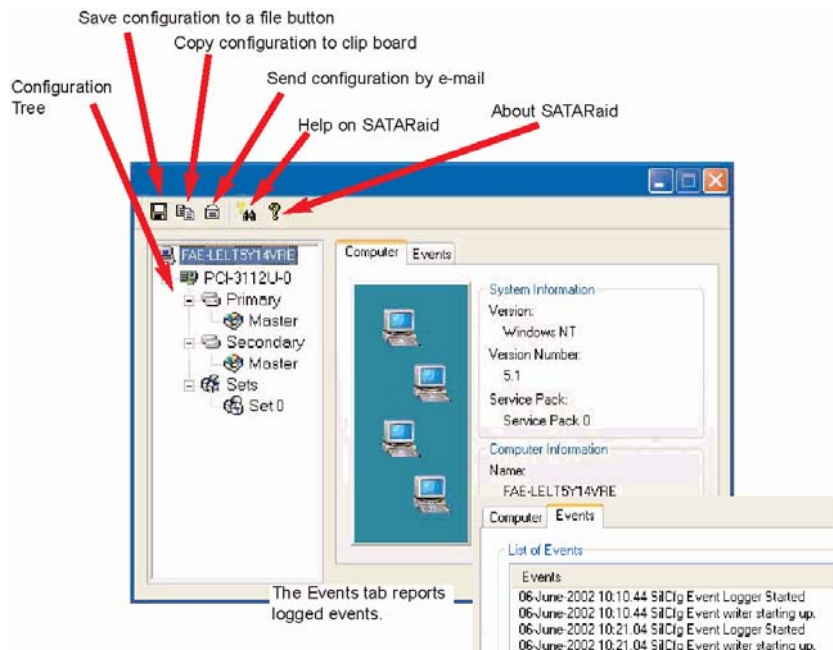 Save configuration to a file button
Copy configuration to clip board
Send configuration by e-mail
Configuration
Tree
Help on SATARaid
About SATARaid
FAE-LELT5Y14VRE
PCI-3112U-0
Primary
Master
Secondary
Master
Sets
Set 0
Computer
Events
System Information
Version:
Windows NT
Version Number:
5.1
Service Pack:
Service Pack 0
Computer Information
Name:
FAE-LELT5Y14VRE
The Events tab reports
logged events.
Computer
Events
List of Events
Events
06-June-2002 10:10.44 SilCfg Event Logger Started
06-June-2002 10:10.44 SilCfg Event writer starting up.
06-June-2002 10:21.04 SilCfg Event Logger Started
06-June-2002 10:21.04 SilCfg Event writer starting up.